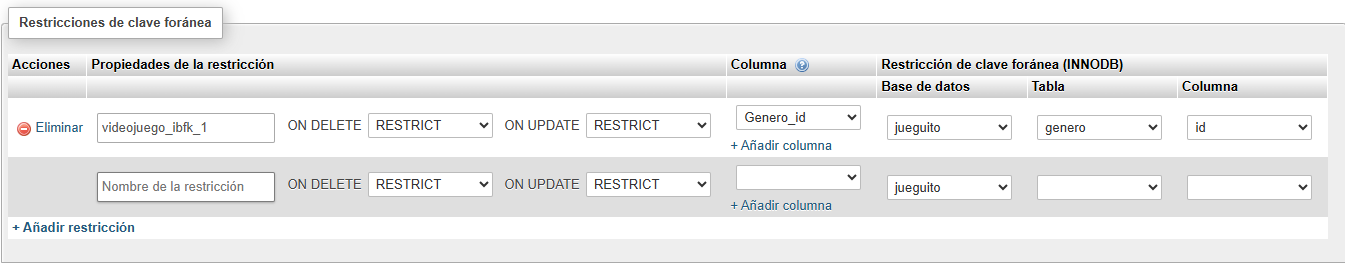 Restricciones de clave foránea
Acciones Propiedades de la restricción Columna Restricción de clave foránea (INNODB)
Base de datos Tabla Columna
Eliminar videojuego_ibfk_1 ON DELETE RESTRICT ON UPDATE RESTRICT Genero_id jueguito genero id
+ Añadir columna
Nombre de la restricción ON DELETE RESTRICT ON UPDATE RESTRICT jueguito
+ Añadir columna
+ Añadir restricción